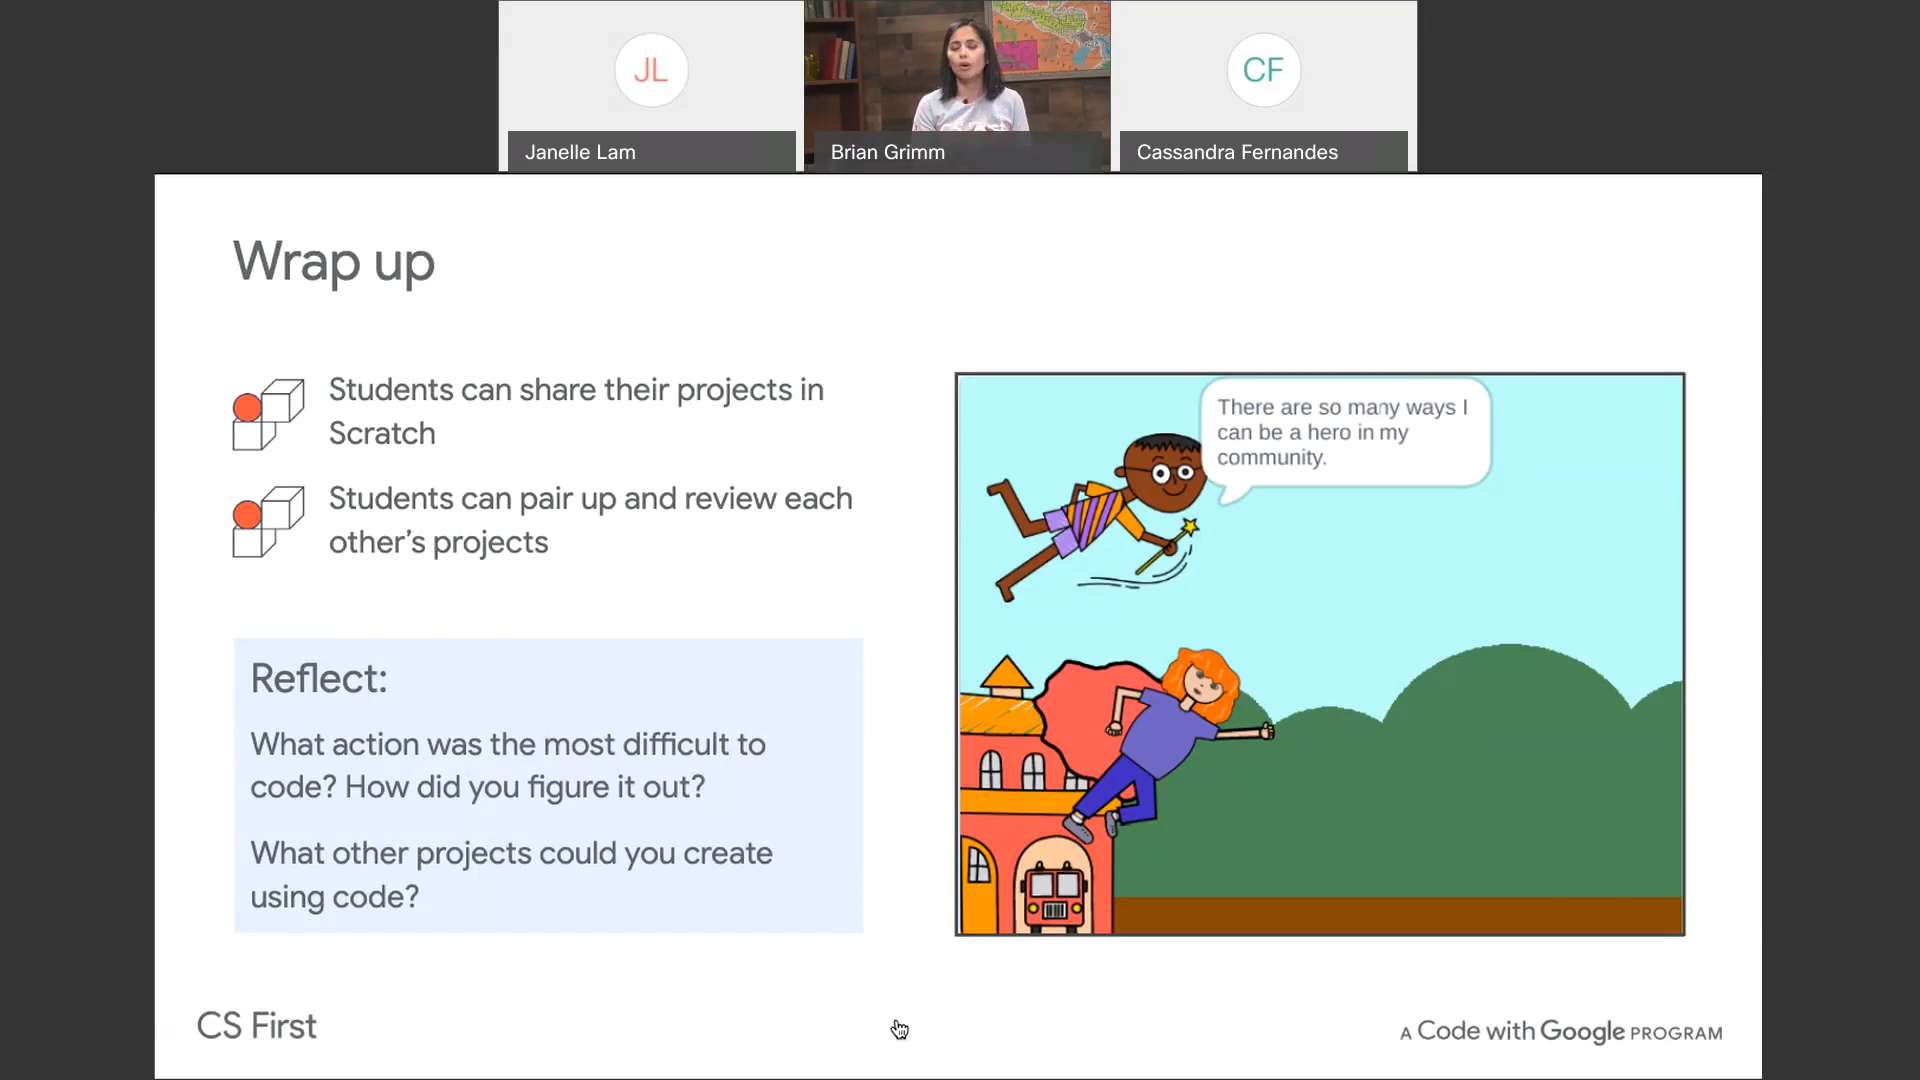 JL
CF
Janelle Lam
Brian Grimm
Cassandra Fernandes
Wrap up
Students can share their projects in
Scratch
Students can pair up and review each
other’s projects
Reflect:
What action was the most difficult to
code? How did you figure it out?
What other projects could you create
using code?
There are so many ways I
can be a hero in my
community.
CS First
A Code with Google PROGRAM